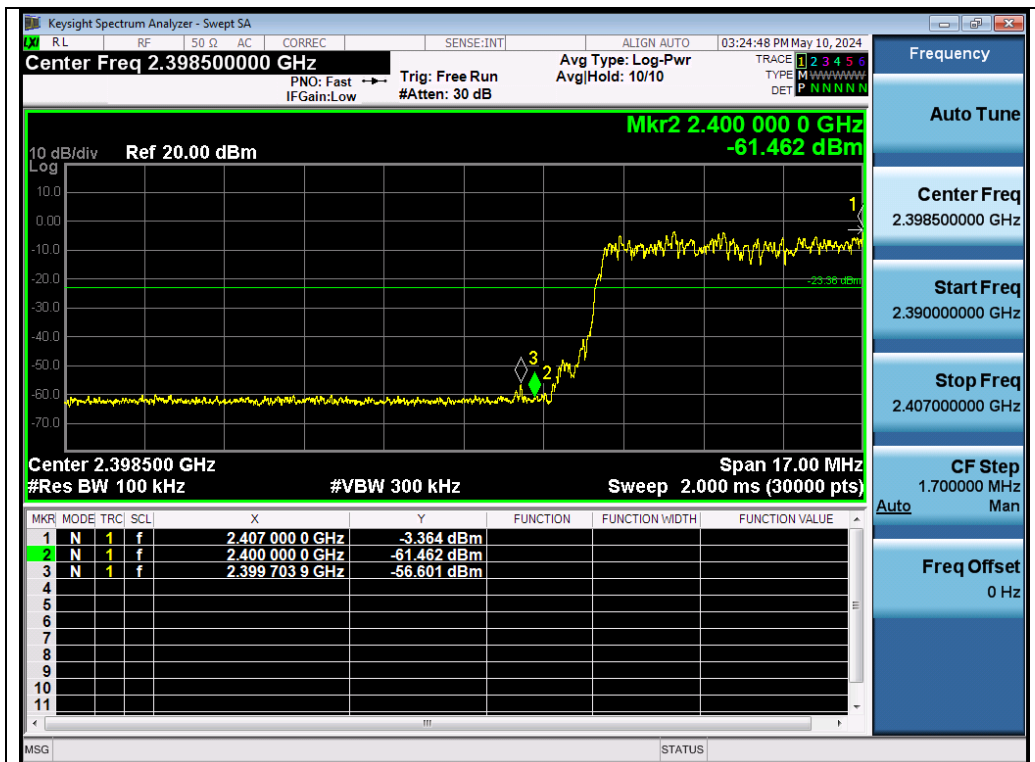 Keysight Spectrum Analyzer - Swept SA
LXI RL RF 50 Ω AC CORREC SENSE:INT ALIGN AUTO 03:24:48 PM May 10, 2024
Center Freq 2.398500000 GHz
PNO: Fast
IFGain:Low
Trig: Free Run
#Atten: 30 dB
Avg Type: Log-Pwr
Avg|Hold: 10/10
TRACE 1 2 3 4 5 6
TYPE M WWWWW
DET P N N N N N
Mkr2 2.400 000 0 GHz
-61.462 dBm
10 dB/div Ref 20.00 dBm
Log
10.0
0.00
-10.0
-20.0
-30.0
-40.0
-50.0
-60.0
-70.0
1
-23.36 dBm
3
2
Center 2.398500 GHz Span 17.00 MHz
#Res BW 100 kHz #VBW 300 kHz Sweep 2.000 ms (30000 pts)
MKR MODE TRC SCL X Y FUNCTION FUNCTION WIDTH FUNCTION VALUE
1 N 1 f 2.407 000 0 GHz -3.364 dBm
2 N 1 f 2.400 000 0 GHz -61.462 dBm
3 N 1 f 2.399 703 9 GHz -56.601 dBm
4
5
6
7
8
9
10
11
MSG STATUS
Frequency
Auto Tune
Center Freq
2.398500000 GHz
Start Freq
2.390000000 GHz
Stop Freq
2.407000000 GHz
CF Step
1.700000 MHz
Auto Man
Freq Offset
0 Hz